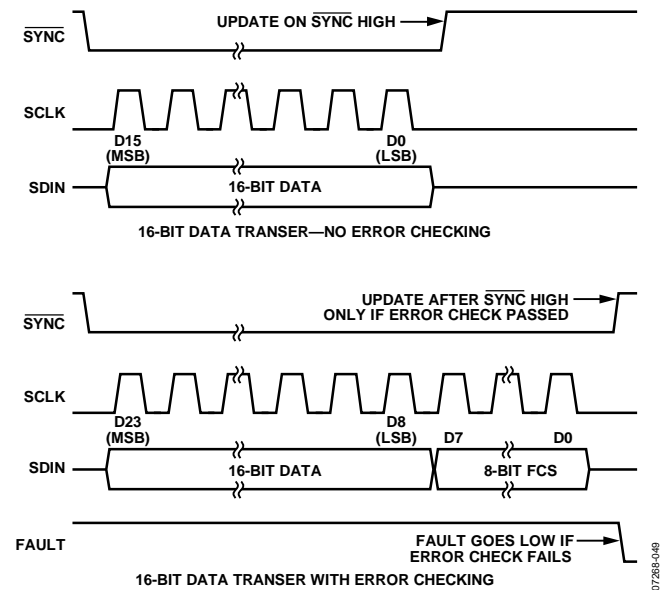 UPDATE ON SYNC HIGH
SYNC
SCLK
D15
(MSB)
D0
(LSB)
SDIN
16-BIT DATA
16-BIT DATA TRANSER—NO ERROR CHECKING
UPDATE AFTER SYNC HIGH
ONLY IF ERROR CHECK PASSED
SYNC
SCLK
D23
(MSB)
D8
(LSB)
D7
D0
SDIN
16-BIT DATA
8-BIT FCS
FAULT
FAULT GOES LOW IF
ERROR CHECK FAILS
16-BIT DATA TRANSER WITH ERROR CHECKING
07268-049